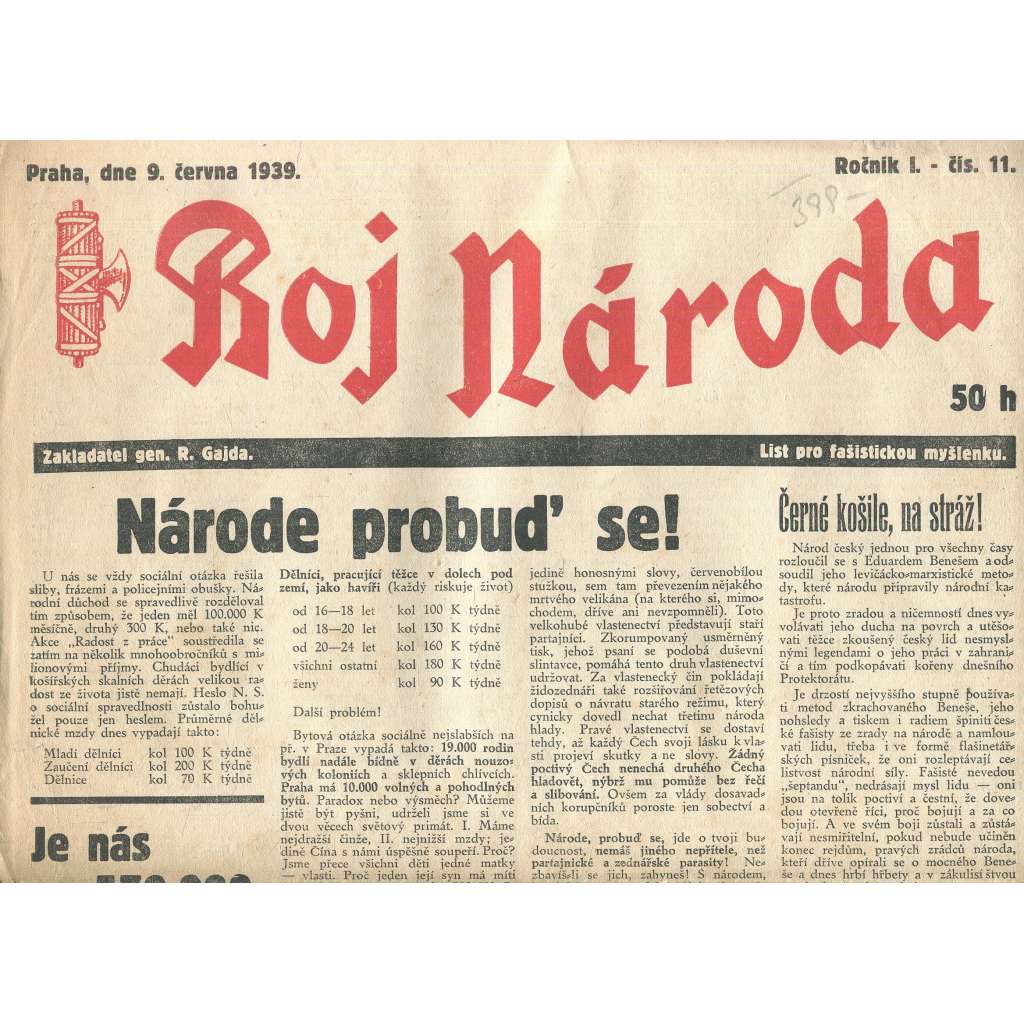 Praha, dne 9. června 1939.
Ročník I. - čís. 11.
398-
Boj Národa
50 h
Zakladatel gen. R. Gajda.
List pro fašistickou myšlenku.
Národe probuď se!
U nás se vždy sociální otázka řešila
sliby, frázemi a policejními obušky. Ná-
rodní důchod se spravedlivě rozděloval
tím způsobem, že jeden měl 100.000 K
měsíčně, druhý 300 K, nebo také nic.
Akce „Radost z práce" soustředila se
zatím na několik mnohoobročníků s mi-
lionovými příjmy. Chudáci bydlící v
košířských skalních děrách velikou ra-
dost ze života jistě nemají. Heslo N. S.
o sociální spravedlnosti zůstalo bohu-
žel pouze jen heslem. Průměrné děl-
nické mzdy dnes vypadají takto:
Mladí dělníci kol 100 K týdně
Zaučení dělníci kol 200 K týdně
Dělnice kol 70 K týdně
Je nás
Dělníci, pracující těžce v dolech pod
zemí, jako havíři (každý riskuje život)
od 16—18 let kol 100 K týdně
od 18—20 let kol 130 K týdně
od 20—24 let kol 160 K týdně
všichni ostatní kol 180 K týdně
ženy kol 90 K týdně
Další problém!
Bytová otázka sociálně nejslabších na
př. v Praze vypadá takto: 19.000 rodin
bydlí nadále bídně v děrách nouzo-
vých koloniích a sklepních chlívcích.
Praha má 10.000 volných a pohodlných
bytů. Paradox nebo výsměch? Můžeme
jistě být pyšni, udrželi jsme si ve
dvou věcech světový primát. I. Máme
nejdražší činže, II. nejnižší mzdy; je-
dině Čína s námi úspěšně soupeří. Proč?
Jsme přece všichni děti jedné matky
— vlasti. Proč jeden její syn má míti
jedině honosnými slovy, červenobílou
stužkou, sem tam převezením nějakého
mrtvého velikána (na kterého si, mimo-
chodem, dříve ani nevzpomněli). Toto
velkohubé vlastenectví představují staří
partajníci. Zkorumpovaný usměrněný
tisk, jehož psaní se podobá duševní
slintavce, pomáhá tento druh vlastenectví
udržovat. Za vlastenecký čin pokládají
židozednáři také rozšiřování řetězových
dopisů o návratu starého režimu, který
cynicky dovedl nechat třetinu národa
hlady. Pravé vlastenectví se dostaví
tehdy, až každý Čech svoji lásku k vla-
sti projeví skutky a ne slovy. Žádný
poctivý Čech nenechá druhého Čecha
hladovět, nýbrž mu pomůže bez řečí
a slibování. Ovšem za vlády dosavad-
ních korupčníků poroste jen sobectví a
bída.
Národe, probuď se, jde o tvoji bu-
doucnost, nemáš jiného nepřítele, než
partajnické a zednářské parasity! Ne-
zbavíš-li se jich, zahyneš! S národem,
Černé košile, na stráž!
Národ český jednou pro všechny časy
rozloučil se s Eduardem Benešem a od-
soudil jeho levičácko-marxistické meto-
dy, které národu připravily národní ka-
tastrofu.
Je proto zradou a ničemností dnes vy-
volávati jeho ducha na povrch a utěšo-
vati těžce zkoušený český lid nesmysl-
nými legendami o jeho práci v zahrani-
čí a tím podkopávati kořeny dnešního
Protektorátu.
Je drzostí nejvyššího stupně používa-
ti metod zkrachovaného Beneše, jeho
nohsledy a tiskem i radiem špiniti čes-
ké fašisty ze zrady na národě a namlou-
vati lidu, třeba i ve formě flašinetář-
ských písniček, že oni rozleptávají ce-
listvost národní síly. Fašisté nevedou
„šeptandu", nedrásají mysl lidu — oni
jsou na tolik poctiví a čestní, že dove-
dou otevřeně říci, proč bojují a za co
bojují. A ve svém boji zůstali a zůstá-
vají nesmiřitelní, pokud nebude učiněn
konec rejdům, pravých zrádců národa,
kteří dříve opírali se o mocného Bene-
še a dnes hrbí hřbety a v zákulisí štvou